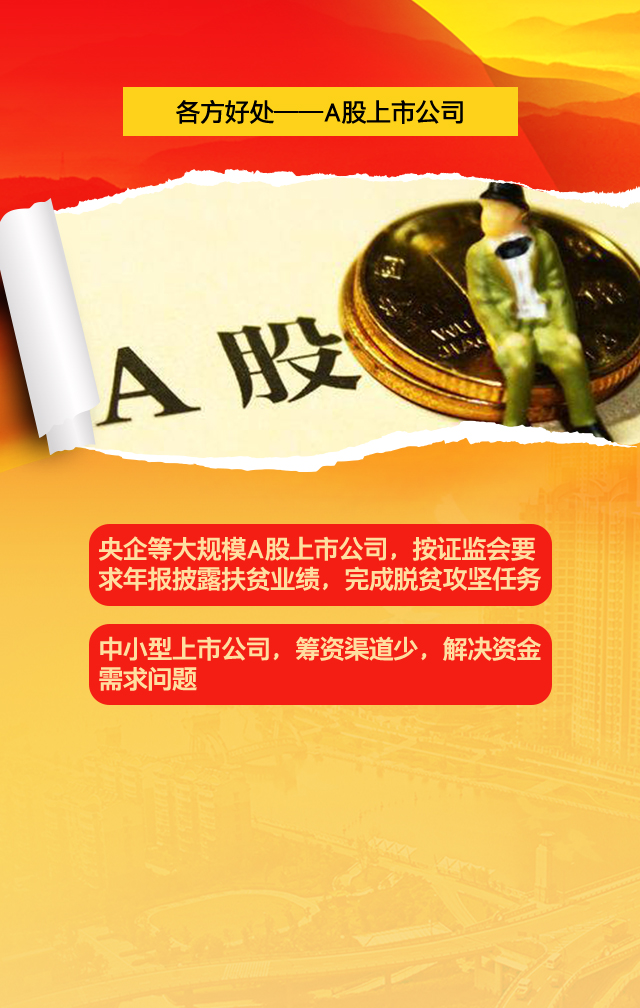 各方好处——A股上市公司
A 股
央企等大规模A股上市公司，按证监会要
求年报披露扶贫业绩，完成脱贫攻坚任务
中小型上市公司，筹资渠道少，解决资金
需求问题